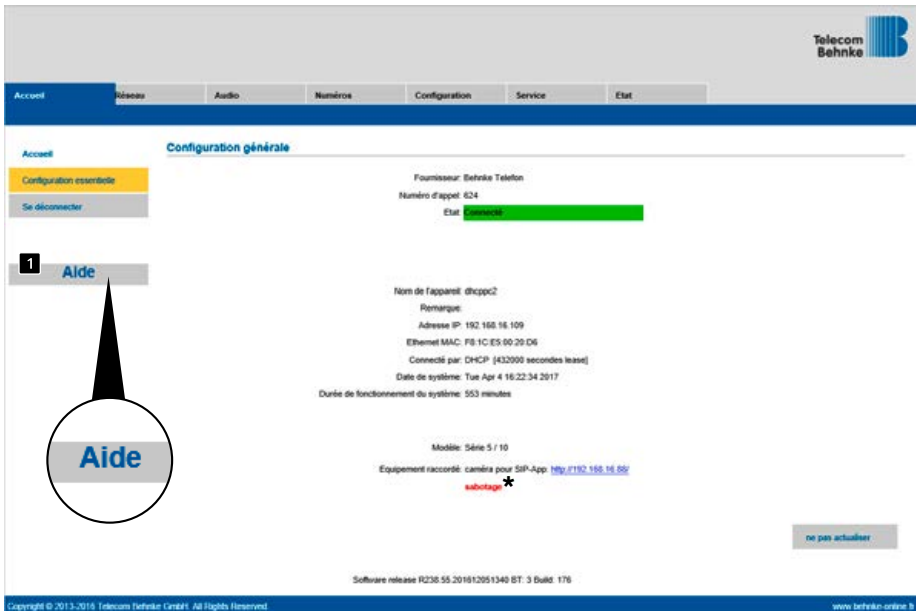 Telecom
Behnke
Accueil Réseau Audio Numéros Configuration Service Etat
Accueil
Configuration essentielle
Se déconnecter
1 Aide
Aide
Configuration générale
Fournisseur: Behnke Telefon
Numéro d'appel: 624
Etat: Connecté
Nom de l'appareil: dhcppc2
Remarque:
Adresse IP: 192.168.16.109
Ethernet MAC: F8:1C:E5:00:20:D6
Connecté par: DHCP [432000 secondes lease]
Date de système: Tue Apr 4 16:22:34 2017
Durée de fonctionnement du système: 553 minutes
Modèle: Série 5 / 10
Equipement raccordé: caméra pour SIP-App: http://192.168.16.88/
sabotage *
ne pas actualiser
Software release R238.55.201612051340 BT: 3 Build: 176
Copyright © 2013-2016 Telecom Behnke GmbH. All Rights Reserved. www.behnke-online.fr